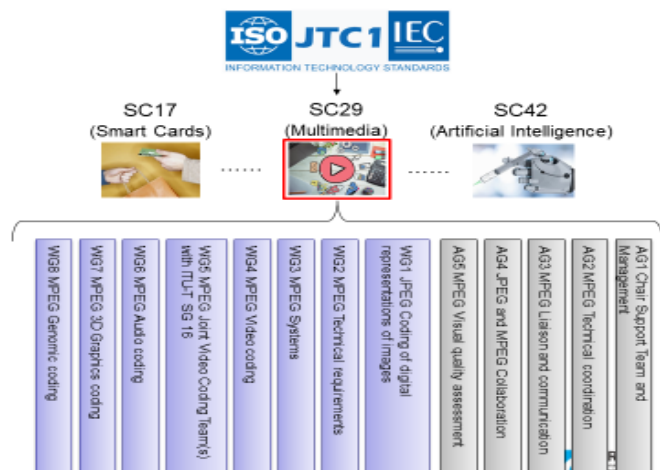 ISO JTC1 IEC
INFORMATION TECHNOLOGY STANDARDS
SC17
(Smart Cards)
SC29
(Multimedia)
SC42
(Artificial Intelligence)
WG8 MPEG Genomic coding
WG7 MPEG 3D Graphics coding
WG6 MPEG Audio coding
WG5 MPEG Joint Video Coding Team(s)
with ITU-T SG 16
WG4 MPEG Video coding
WG3 MPEG Systems
WG2 MPEG Technical requirements
WG1 JPEG Coding of digital
representations of images
AG5 MPEG Visual quality assessment
AG4 JPEG and MPEG Collaboration
AG3 MPEG Liaison and communication
AG2 MPEG Technical coordination
AG1 Chair Support Team and
Management